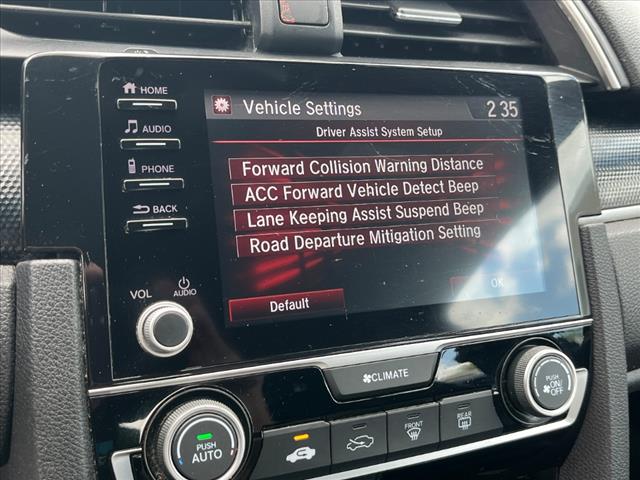 HOME
AUDIO
PHONE
BACK
VOL
AUDIO
Vehicle Settings
2 35
Driver Assist System Setup
Forward Collision Warning Distance
ACC Forward Vehicle Detect Beep
Lane Keeping Assist Suspend Beep
Road Departure Mitigation Setting
Default
OK
CLIMATE
PUSH
AUTO
FRONT
REAR
PUSH
ON/
OFF